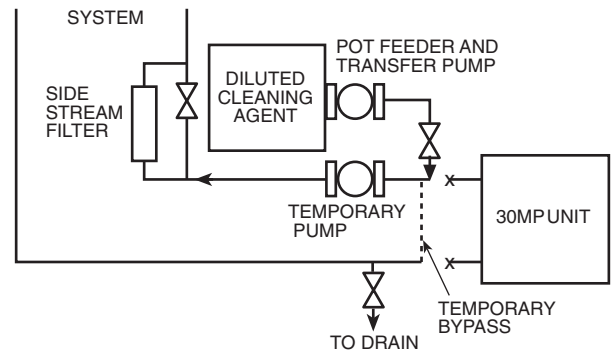 SYSTEM
POT FEEDER AND
TRANSFER PUMP
DILUTED
CLEANING
AGENT
SIDE
STREAM
FILTER
TEMPORARY
PUMP
x
x
30MP UNIT
TEMPORARY
BYPASS
TO DRAIN